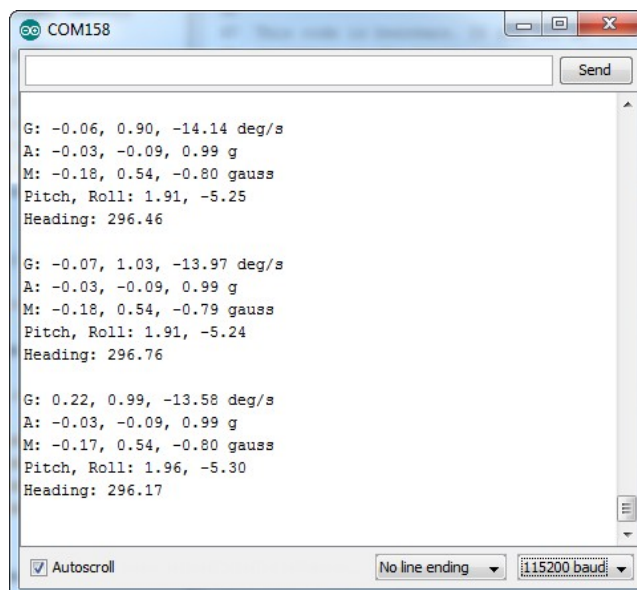 COM158
Send
G: -0.06, 0.90, -14.14 deg/s
A: -0.03, -0.09, 0.99 g
M: -0.18, 0.54, -0.80 gauss
Pitch, Roll: 1.91, -5.25
Heading: 296.46
G: -0.07, 1.03, -13.97 deg/s
A: -0.03, -0.09, 0.99 g
M: -0.18, 0.54, -0.79 gauss
Pitch, Roll: 1.91, -5.24
Heading: 296.76
G: 0.22, 0.99, -13.58 deg/s
A: -0.03, -0.09, 0.99 g
M: -0.17, 0.54, -0.80 gauss
Pitch, Roll: 1.96, -5.30
Heading: 296.17
Autoscroll No line ending 115200 baud